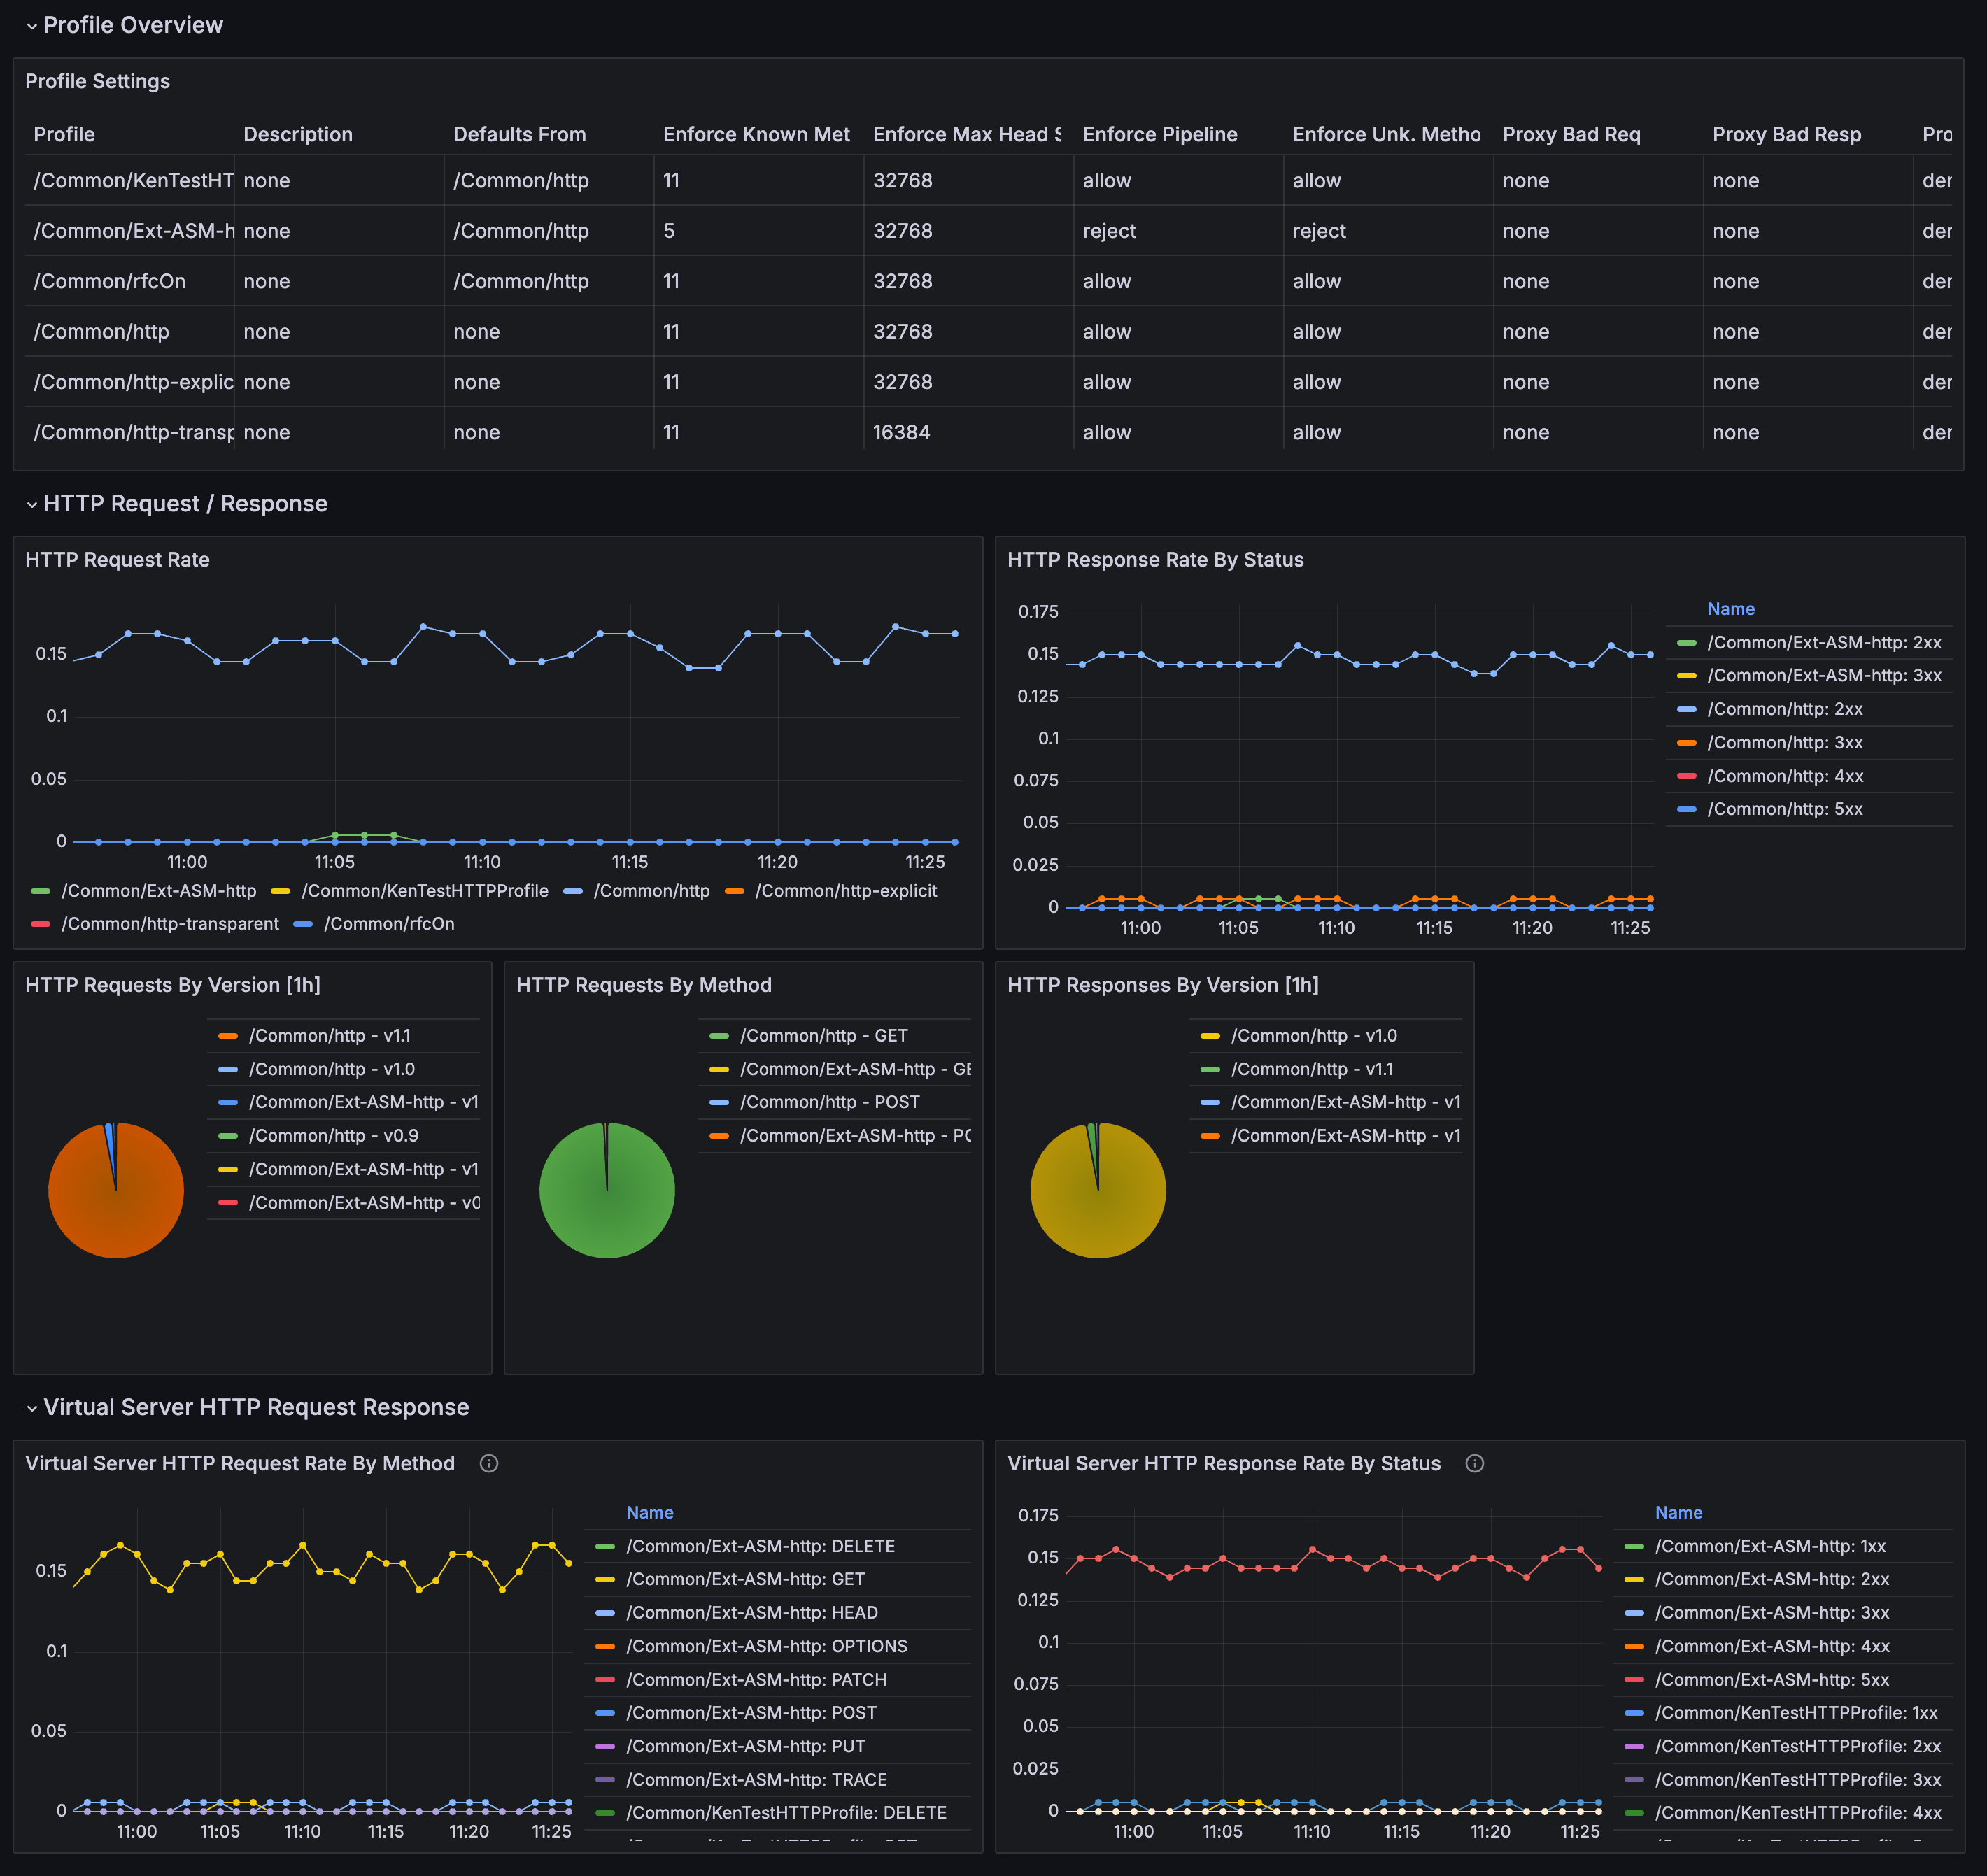 Profile Overview
Profile Settings
Profile Description Defaults From Enforce Known Met Enforce Max Head Enforce Pipeline Enforce Unk. Metho Proxy Bad Req Proxy Bad Resp Pro
/Common/KenTestHT none /Common/http 11 32768 allow allow none none der
/Common/Ext-ASM-h none /Common/http 5 32768 reject reject none none der
/Common/rfcOn none /Common/http 11 32768 allow allow none none der
/Common/http none none 11 32768 allow allow none none der
/Common/http-explic none none 11 32768 allow allow none none der
/Common/http-transp none none 11 16384 allow allow none none der
HTTP Request / Response
HTTP Request Rate
0.15
0.1
0.05
0
11:00 11:05 11:10 11:15 11:20 11:25
/Common/Ext-ASM-http /Common/KenTestHTTPProfile /Common/http /Common/http-explicit
/Common/http-transparent /Common/rfcOn
HTTP Response Rate By Status
0.175
0.15
0.125
0.1
0.075
0.05
0.025
0
11:00 11:05 11:10 11:15 11:20 11:25
Name
/Common/Ext-ASM-http: 2xx
/Common/Ext-ASM-http: 3xx
/Common/http: 2xx
/Common/http: 3xx
/Common/http: 4xx
/Common/http: 5xx
HTTP Requests By Version [1h]
/Common/http - v1.1
/Common/http - v1.0
/Common/Ext-ASM-http - v1
/Common/http - v0.9
/Common/Ext-ASM-http - v1
/Common/Ext-ASM-http - v0
HTTP Requests By Method
/Common/http - GET
/Common/Ext-ASM-http - GE
/Common/http - POST
/Common/Ext-ASM-http - PO
HTTP Responses By Version [1h]
/Common/http - v1.0
/Common/http - v1.1
/Common/Ext-ASM-http - v1
/Common/Ext-ASM-http - v1
Virtual Server HTTP Request Response
Virtual Server HTTP Request Rate By Method
0.15
0.1
0.05
0
11:00 11:05 11:10 11:15 11:20 11:25
Name
/Common/Ext-ASM-http: DELETE
/Common/Ext-ASM-http: GET
/Common/Ext-ASM-http: HEAD
/Common/Ext-ASM-http: OPTIONS
/Common/Ext-ASM-http: PATCH
/Common/Ext-ASM-http: POST
/Common/Ext-ASM-http: PUT
/Common/Ext-ASM-http: TRACE
/Common/KenTestHTTPProfile: DELETE
Virtual Server HTTP Response Rate By Status
0.175
0.15
0.125
0.1
0.075
0.05
0.025
0
11:00 11:05 11:10 11:15 11:20 11:25
Name
/Common/Ext-ASM-http: 1xx
/Common/Ext-ASM-http: 2xx
/Common/Ext-ASM-http: 3xx
/Common/Ext-ASM-http: 4xx
/Common/Ext-ASM-http: 5xx
/Common/KenTestHTTPProfile: 1xx
/Common/KenTestHTTPProfile: 2xx
/Common/KenTestHTTPProfile: 3xx
/Common/KenTestHTTPProfile: 4xx